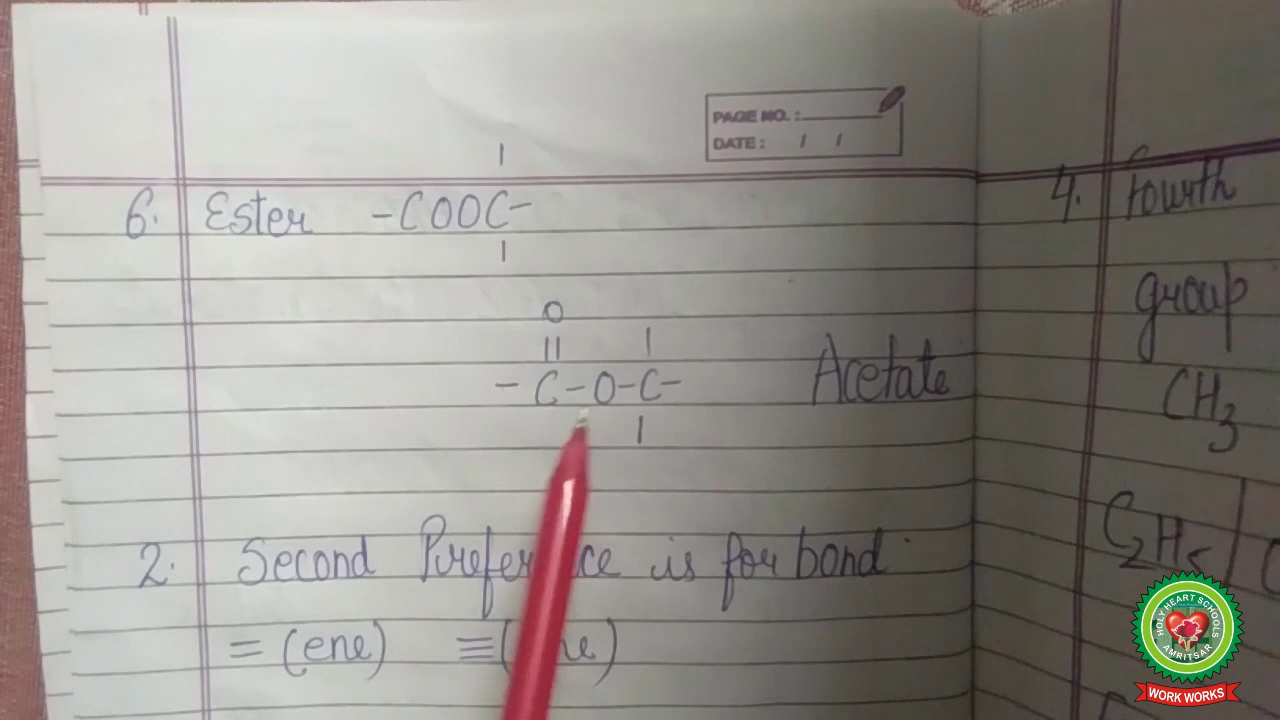 PAGE NO. :
DATE : / /
6. Ester -COOC-
O
||
- C - O - C - Acetate
2. Second Preference is for bond
= (ene) ≡ (
4. fourth
group
CH3
C2H5
HOLY HEART SCHOOLS
AMRITSAR
WORK WORKS